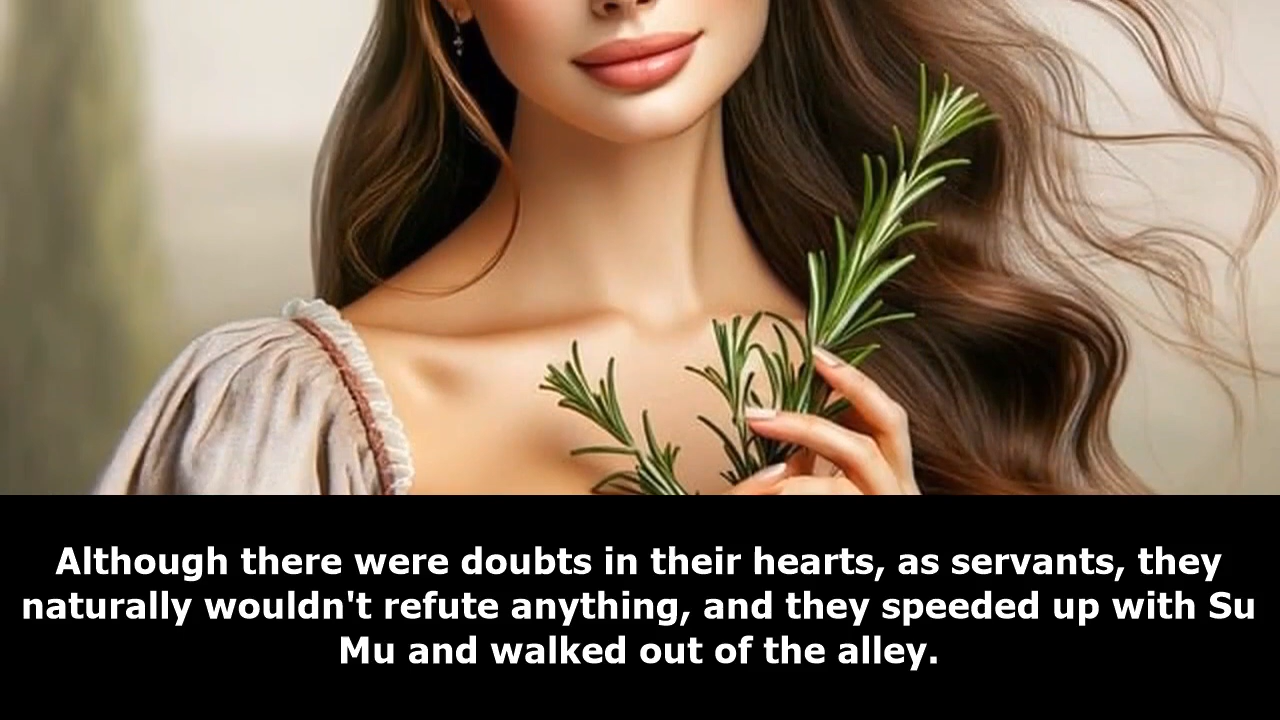 Although there were doubts in their hearts, as servants, they
naturally wouldn't refute anything, and they speeded up with Su
Mu and walked out of the alley.